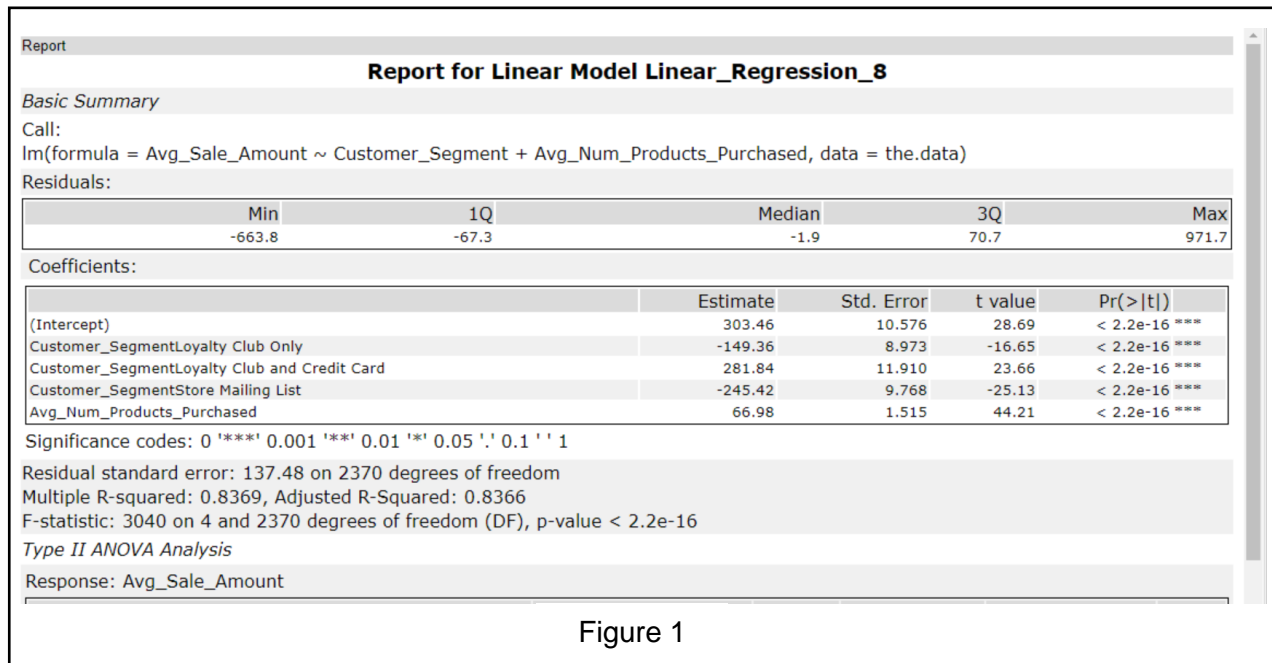 Report
Report for Linear Model Linear_Regression_8
Basic Summary
Call:
lm(formula = Avg_Sale_Amount ~ Customer_Segment + Avg_Num_Products_Purchased, data = the.data)
Residuals:
Min 1Q Median 3Q Max
-663.8 -67.3 -1.9 70.7 971.7
Coefficients:
Estimate Std. Error t value Pr(>|t|)
(Intercept) 303.46 10.576 28.69 < 2.2e-16 ***
Customer_SegmentLoyalty Club Only -149.36 8.973 -16.65 < 2.2e-16 ***
Customer_SegmentLoyalty Club and Credit Card 281.84 11.910 23.66 < 2.2e-16 ***
Customer_SegmentStore Mailing List -245.42 9.768 -25.13 < 2.2e-16 ***
Avg_Num_Products_Purchased 66.98 1.515 44.21 < 2.2e-16 ***
Significance codes: 0 '***' 0.001 '**' 0.01 '*' 0.05 '.' 0.1 ' ' 1
Residual standard error: 137.48 on 2370 degrees of freedom
Multiple R-squared: 0.8369, Adjusted R-Squared: 0.8366
F-statistic: 3040 on 4 and 2370 degrees of freedom (DF), p-value < 2.2e-16
Type II ANOVA Analysis
Response: Avg_Sale_Amount
Figure 1